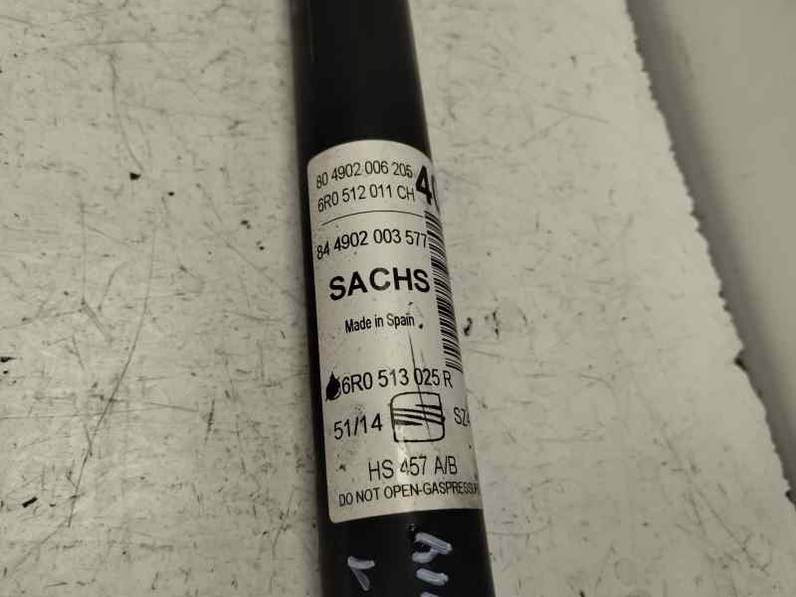 80 4902 006 205
6R0 512 011 CH
84 4902 003 577
SACHS
Made in Spain
6R0 513 025 R
51/14
HS 457 A/B
DO NOT OPEN-GASPRESSU